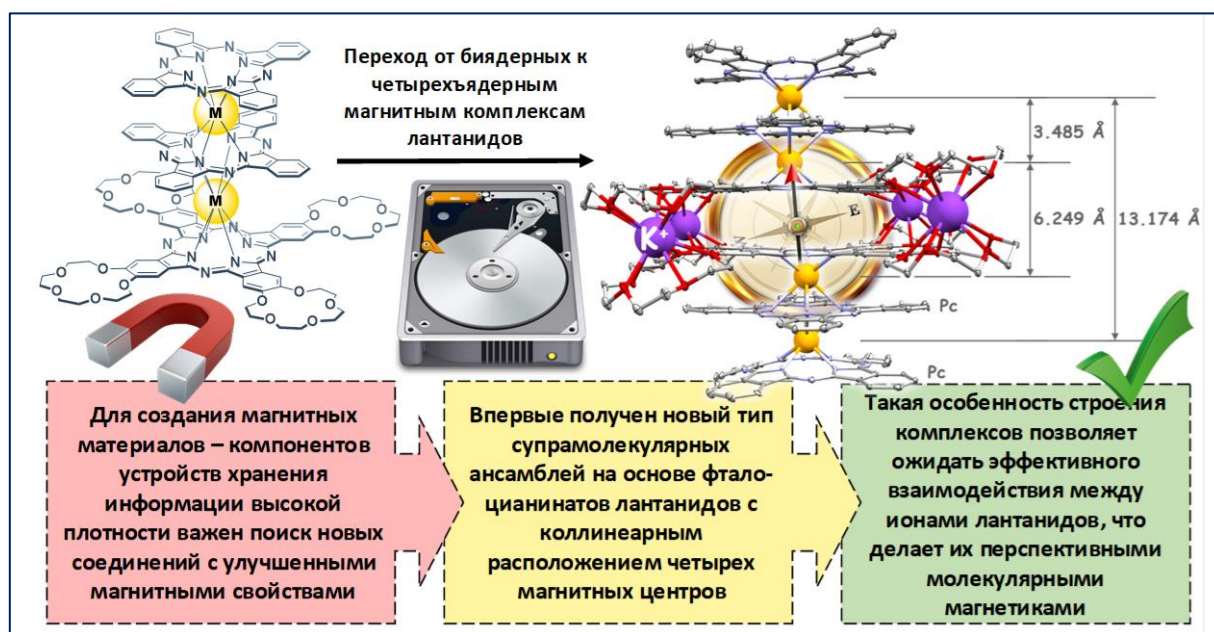 Переход от биядерных к
четырехъядерным
магнитным комплексам
лантанидов
M
M
3.485 Å
6.249 Å
13.174 Å
K⁺
E
Pc
Pc
Для создания магнитных
материалов – компонентов
устройств хранения
информации высокой
плотности важен поиск новых
соединений с улучшенными
магнитными свойствами
Впервые получен новый тип
супрамолекулярных
ансамблей на основе фтало-
цианинатов лантанидов с
коллинеарным
расположением четырех
магнитных центров
Такая особенность строения
комплексов позволяет
ожидать эффективного
взаимодействия между
ионами лантанидов, что
делает их перспективными
молекулярными
магнетиками